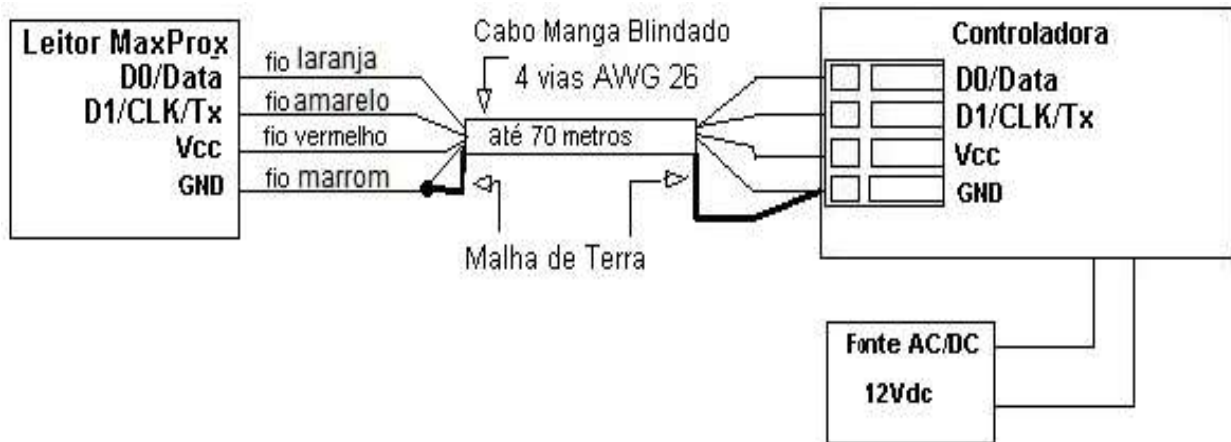 Leitor MaxProx
D0/Data
D1/CLK/Tx
Vcc
GND
fio laranja
fio amarelo
fio vermelho
fio marrom
Cabo Manga Blindado
4 vias AWG 26
até 70 metros
Malha de Terra
Controladora
D0/Data
D1/CLK/Tx
Vcc
GND
Fonte AC/DC
12Vdc